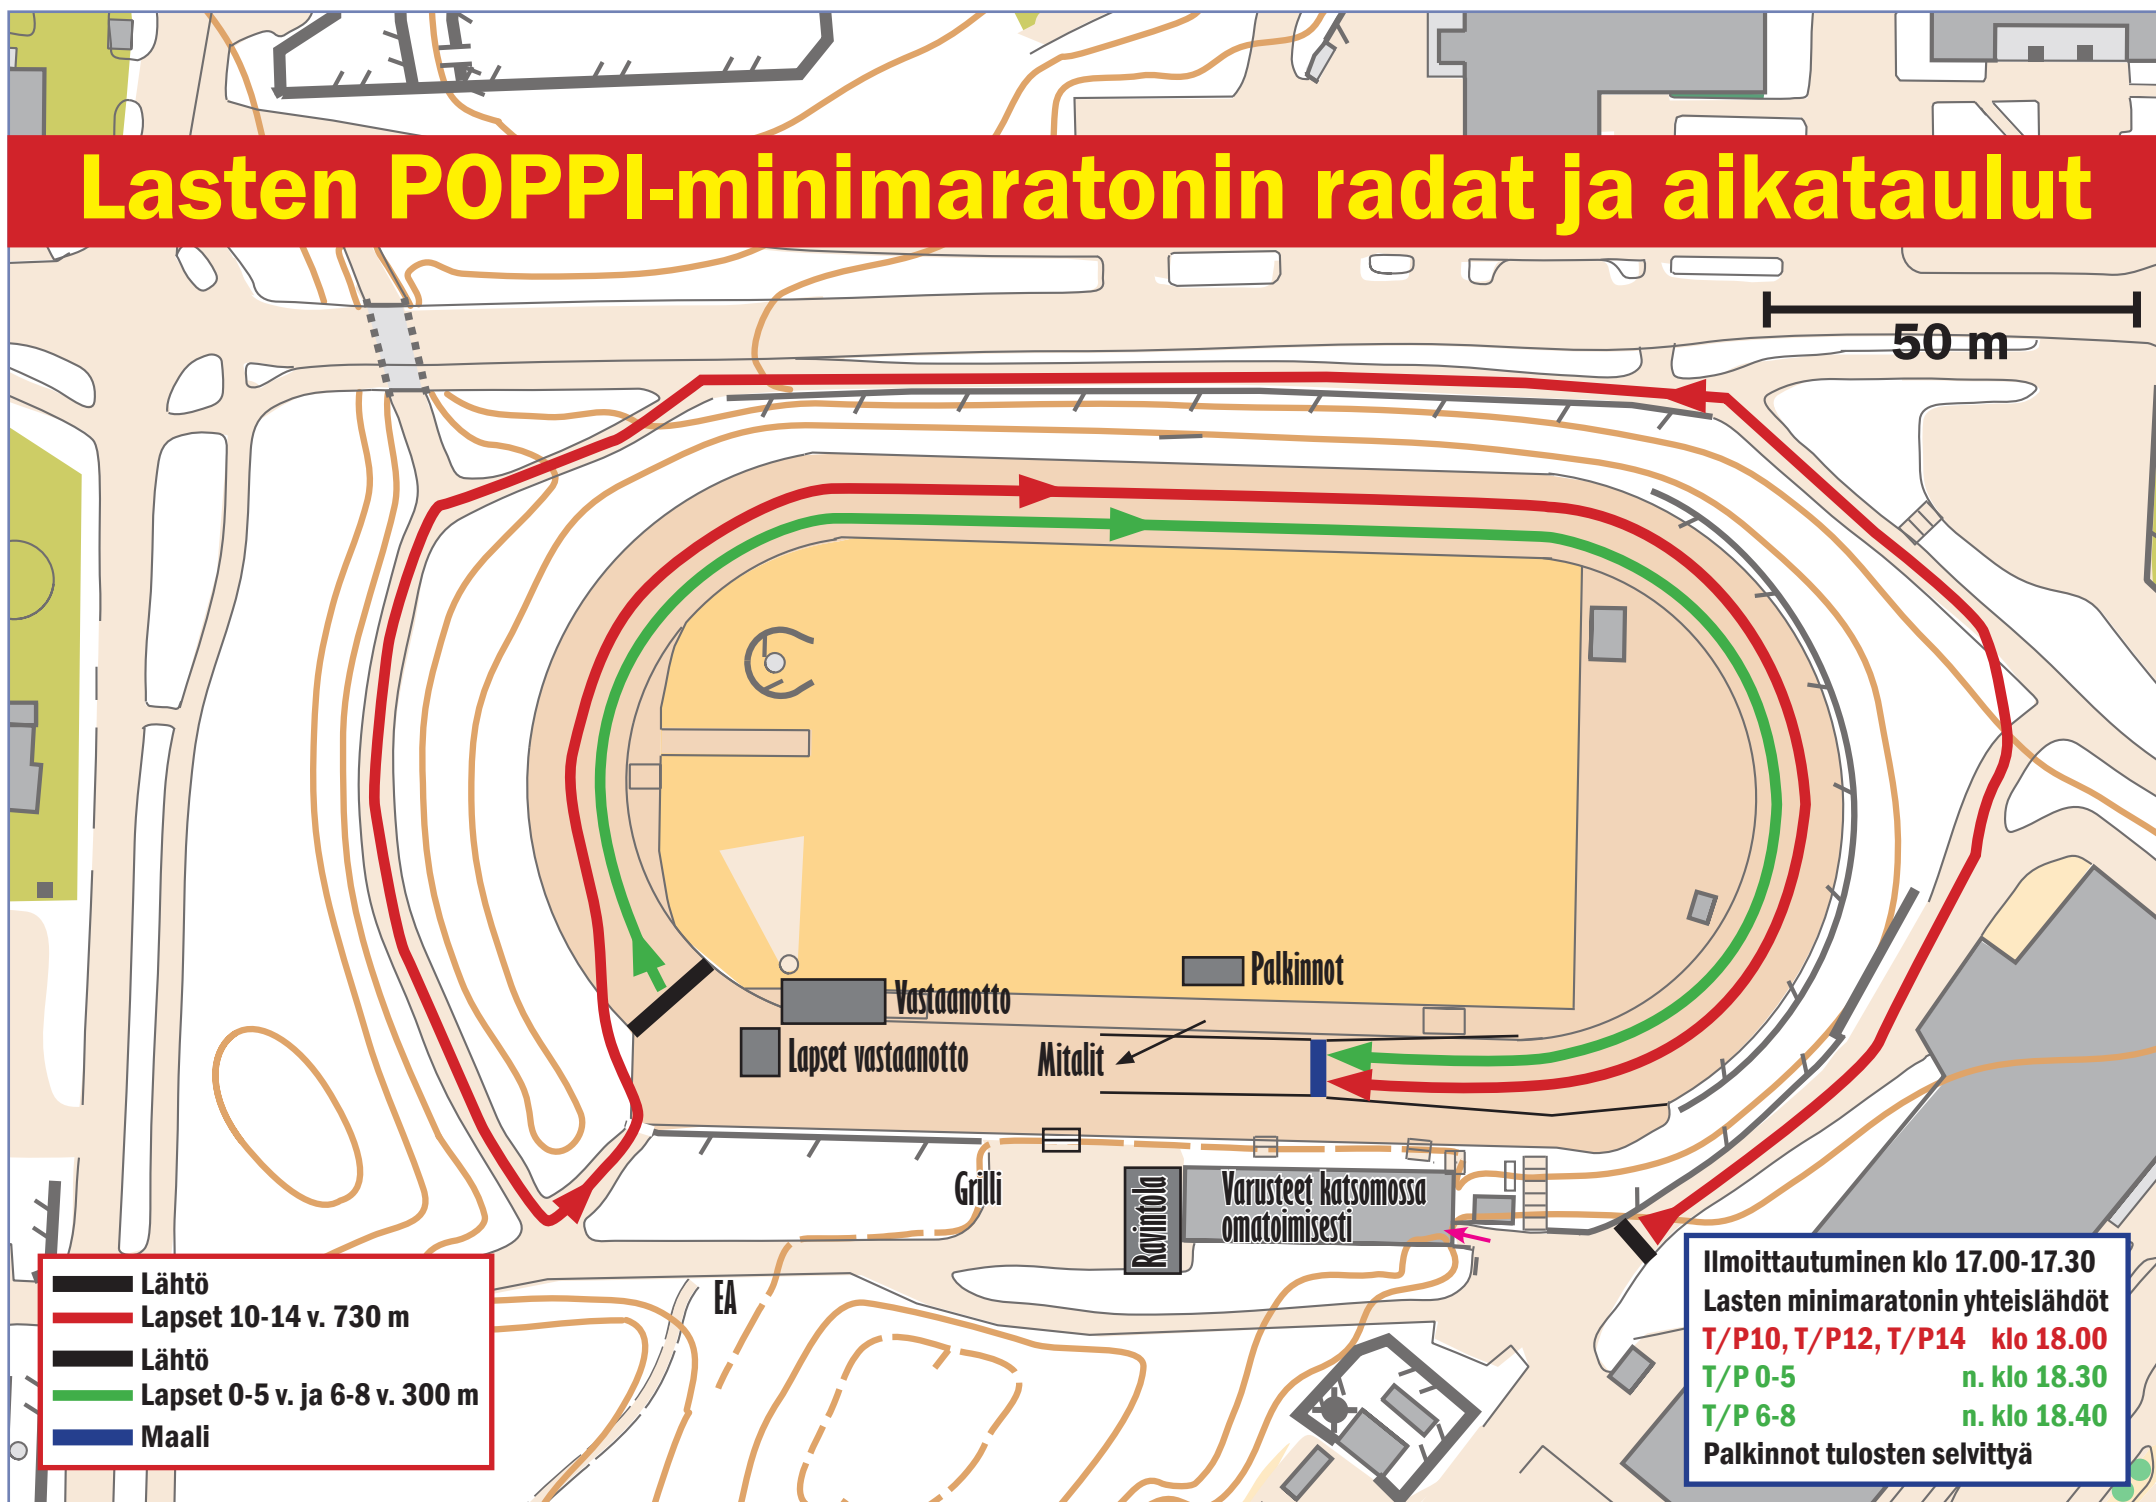 Lasten POPPI-minimaratonin radat ja aikataulut
50 m
Palkinnot
Vastaanotto
Lapset vastaanotto
Mitalit
Grilli
Ravintola
Varusteet katsomossa
omatoimisesti
EA
Lähtö
Lapset 10-14 v. 730 m
Lähtö
Lapset 0-5 v. ja 6-8 v. 300 m
Maali
Ilmoittautuminen klo 17.00-17.30
Lasten minimaratonin yhteislähdöt
T/P10, T/P12, T/P14 klo 18.00
T/P 0-5 n. klo 18.30
T/P 6-8 n. klo 18.40
Palkinnot tulosten selvittyä